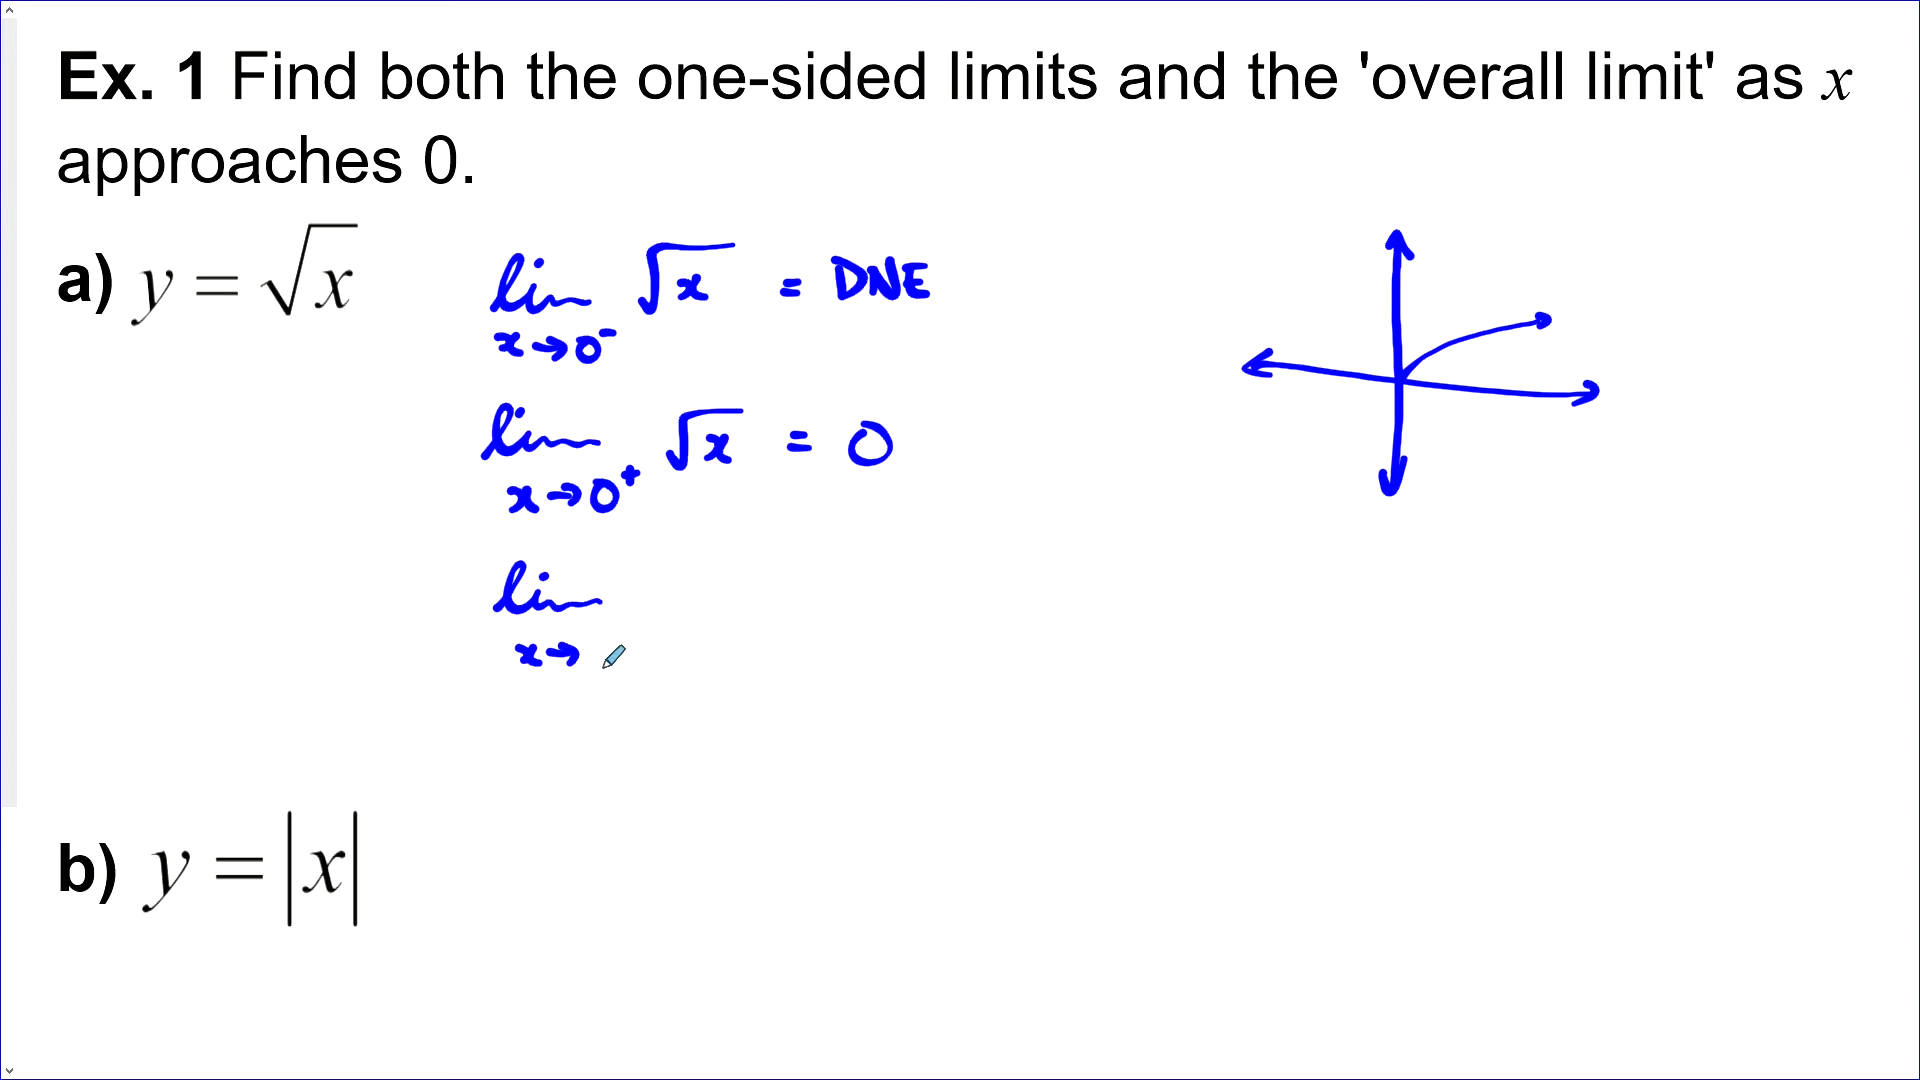 Ex. 1 Find both the one-sided limits and the 'overall limit' as x
approaches 0.
a) y = √x
lim √x = DNE
x→0⁻
lim √x = 0
x→0⁺
lim
x→
b) y = |x|